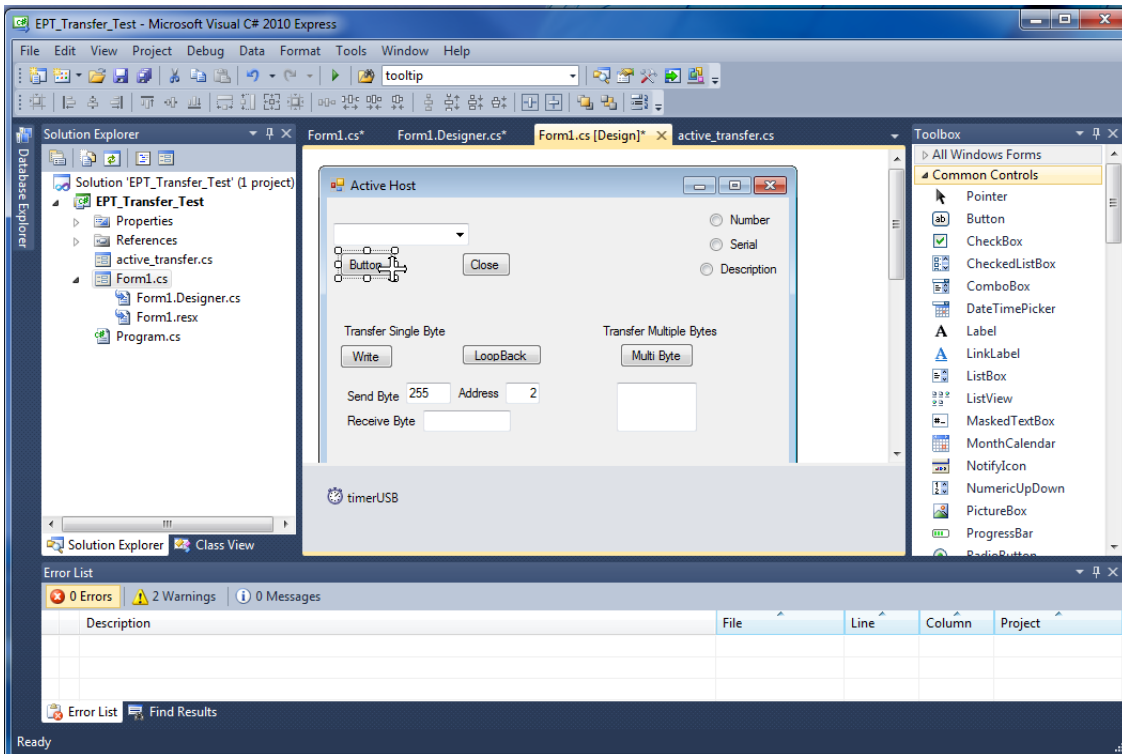 EPT_Transfer_Test - Microsoft Visual C# 2010 Express
File Edit View Project Debug Data Format Tools Window Help
tooltip
Database Explorer
Solution Explorer
Solution 'EPT_Transfer_Test' (1 project)
EPT_Transfer_Test
Properties
References
active_transfer.cs
Form1.cs
Form1.Designer.cs
Form1.resx
Program.cs
Solution Explorer Class View
Form1.cs* Form1.Designer.cs* Form1.cs [Design]* active_transfer.cs
Active Host
Number
Serial
Button Close Description
Transfer Single Byte Transfer Multiple Bytes
Write LoopBack Multi Byte
Send Byte 255 Address 2
Receive Byte
timerUSB
Toolbox
All Windows Forms
Common Controls
Pointer
Button
CheckBox
CheckedListBox
ComboBox
DateTimePicker
Label
LinkLabel
ListBox
ListView
MaskedTextBox
MonthCalendar
NotifyIcon
NumericUpDown
PictureBox
ProgressBar
RadioButton
Error List
0 Errors 2 Warnings 0 Messages
Description File Line Column Project
Error List Find Results
Ready